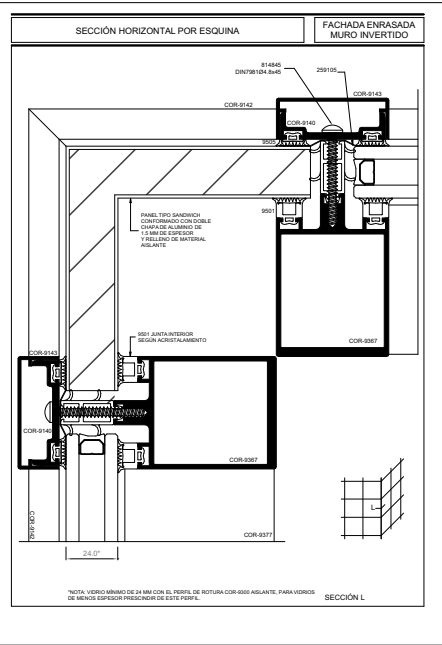 SECCIÓN HORIZONTAL POR ESQUINA
FACHADA ENRASADA
MURO INVERTIDO
814845
DIN7981Ø4.8x45
259105
COR-9143
COR-9142
COR-9140
9505
9501
PANEL TIPO SANDWICH
CONFORMADO CON DOBLE
CHAPA DE ALUMINIO DE
1.5 MM DE ESPESOR
Y RELLENO DE MATERIAL
AISLANTE
9501 JUNTA INTERIOR
SEGÚN ACRISTALAMIENTO
COR-9367
COR-9143
COR-9140
COR-9367
COR-9142
COR-9377
24.0*
L
*NOTA: VIDRIO MÍNIMO DE 24 MM CON EL PERFIL DE ROTURA COR-9300 AISLANTE, PARA VIDRIOS
DE MENOS ESPESOR PRESCINDIR DE ESTE PERFIL.
SECCIÓN L